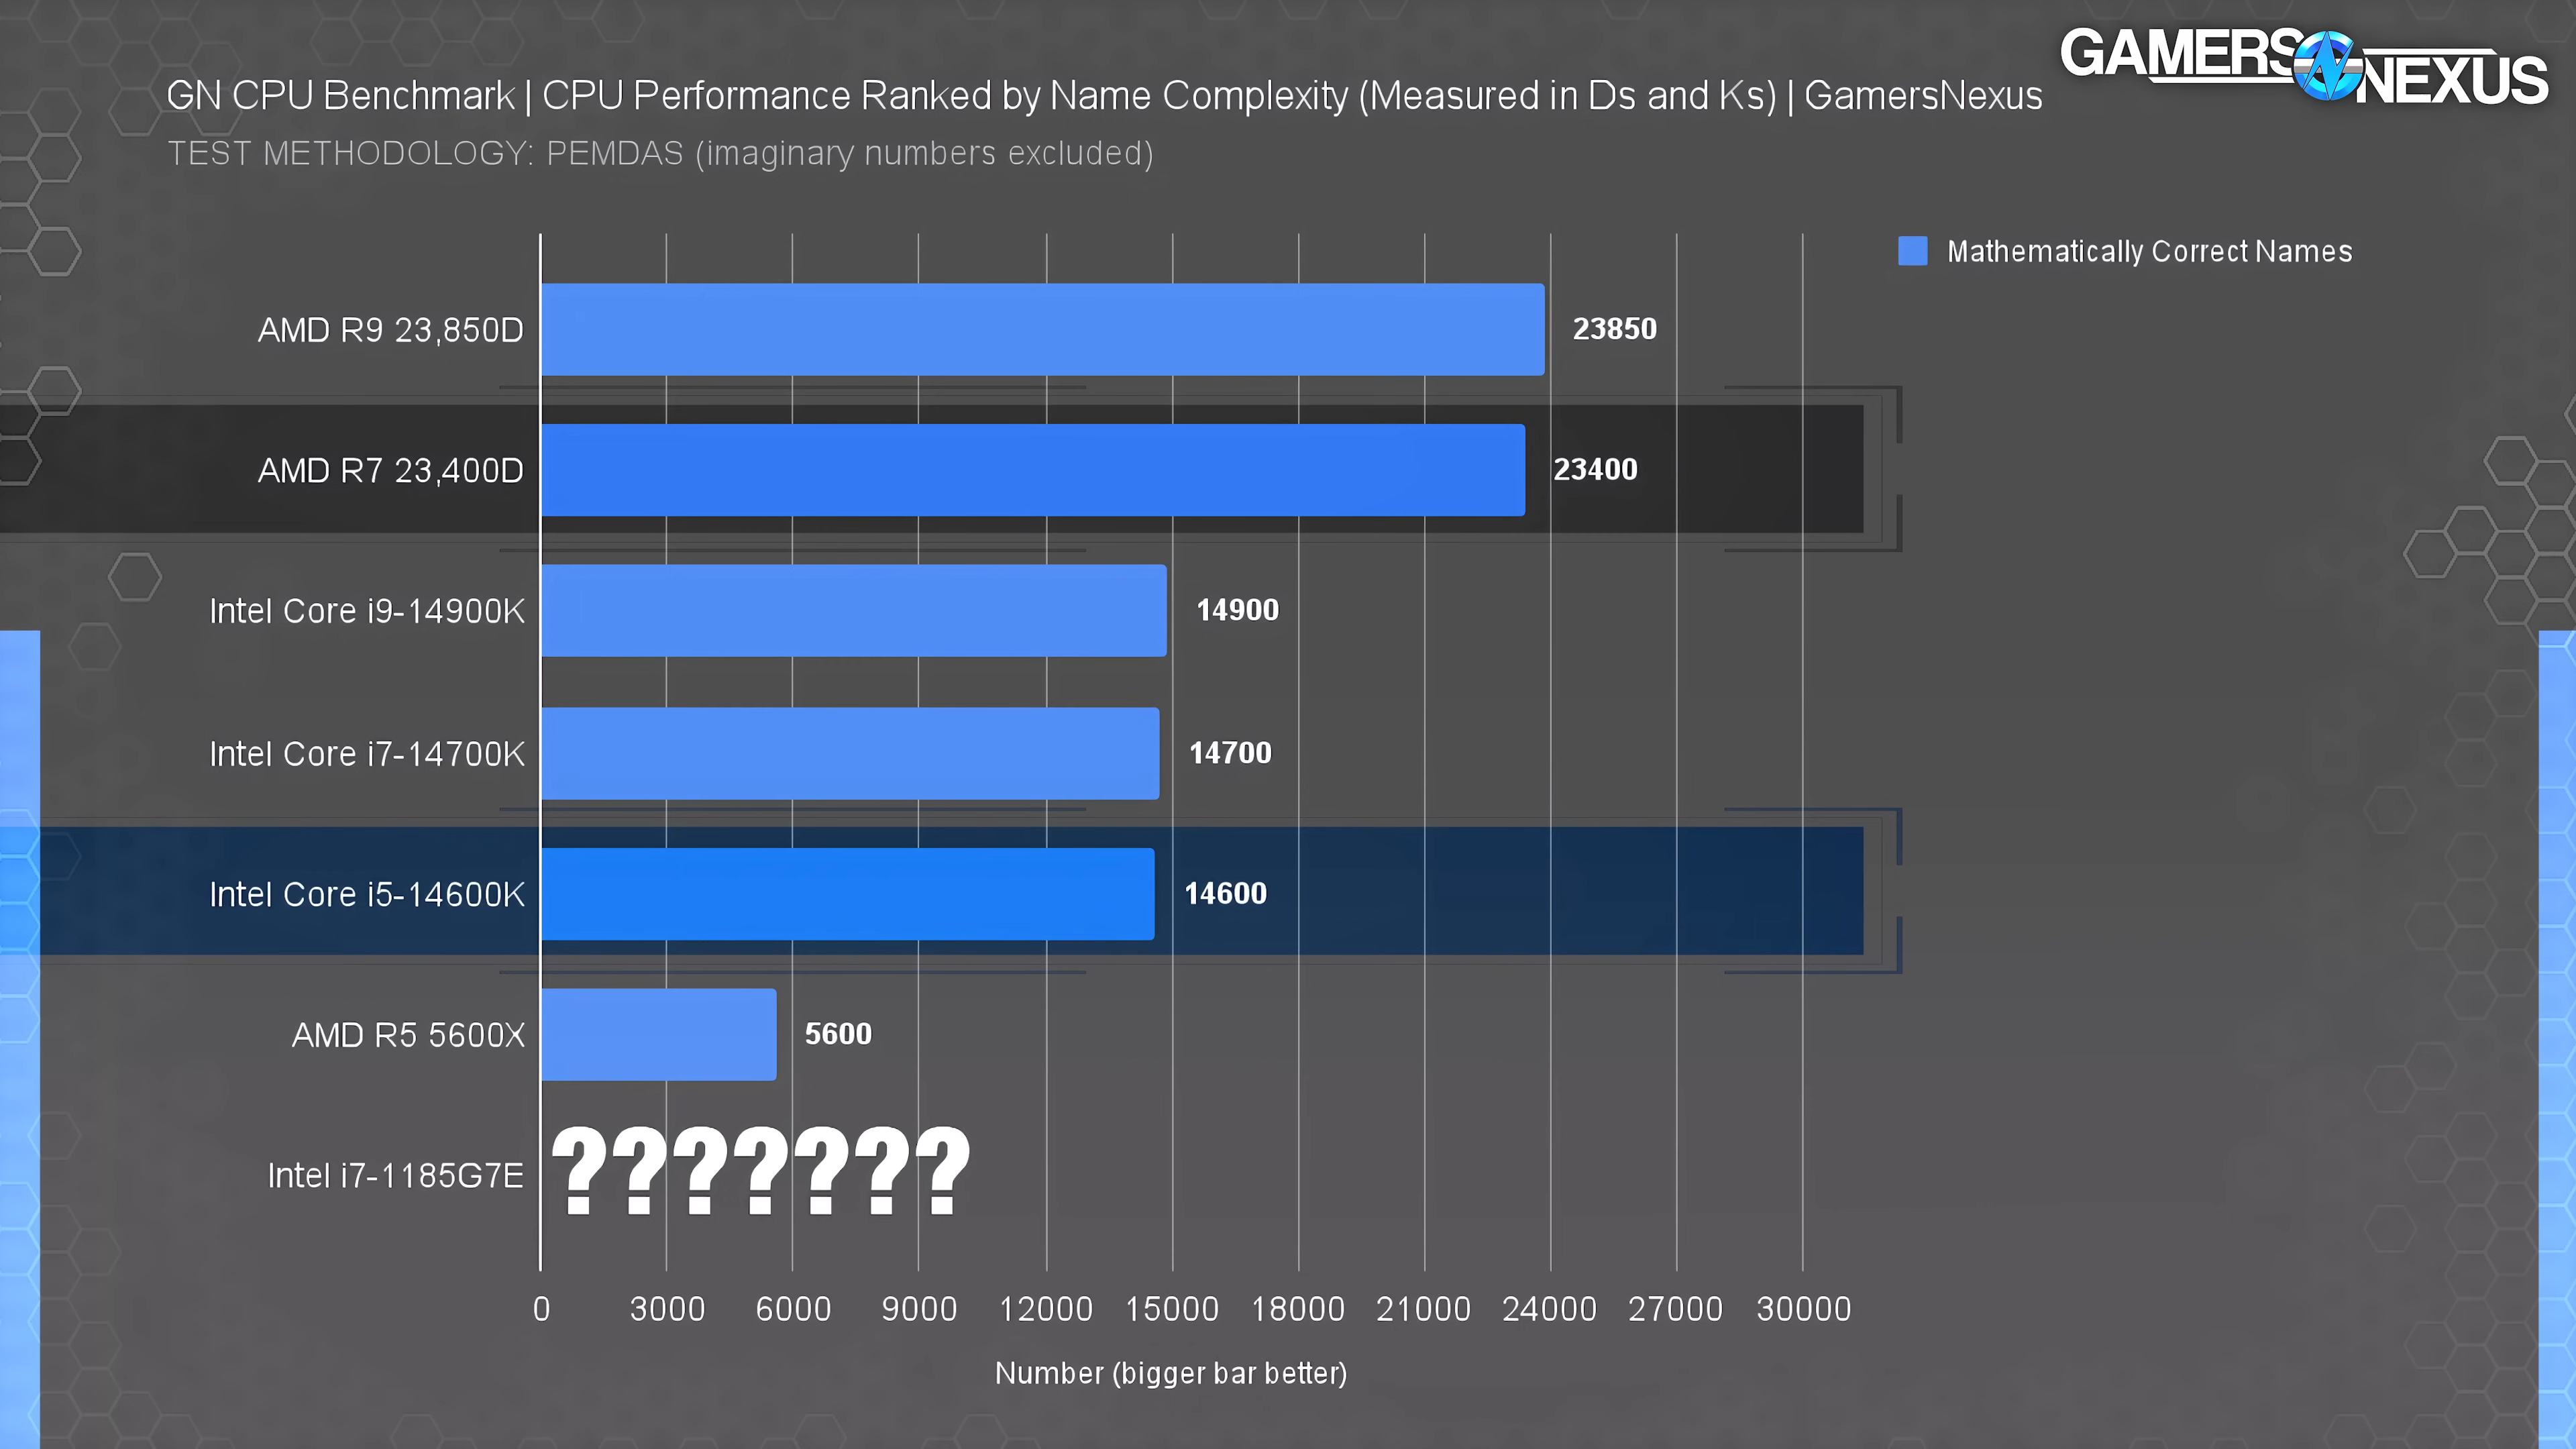 GAMERS NEXUS
GN CPU Benchmark | CPU Performance Ranked by Name Complexity (Measured in Ds and Ks) | GamersNexus
TEST METHODOLOGY: PEMDAS (imaginary numbers excluded)
Mathematically Correct Names
AMD R9 23,850D 23850
AMD R7 23,400D 23400
Intel Core i9-14900K 14900
Intel Core i7-14700K 14700
Intel Core i5-14600K 14600
AMD R5 5600X 5600
Intel i7-1185G7E ???????
0 3000 6000 9000 12000 15000 18000 21000 24000 27000 30000
Number (bigger bar better)